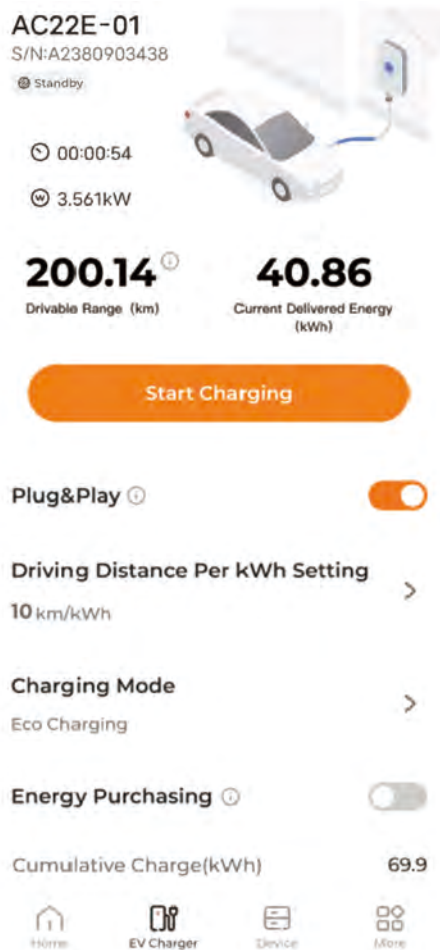 AC22E-01
S/N:A2380903438
Standby
00:00:54
3.561kW
200.14
40.86
Drivable Range (km)
Current Delivered Energy
(kWh)
Start Charging
Plug&Play
Driving Distance Per kWh Setting
10 km/kWh
Charging Mode
Eco Charging
Energy Purchasing
Cumulative Charge(kWh) 69.9
Home EV Charger Device More